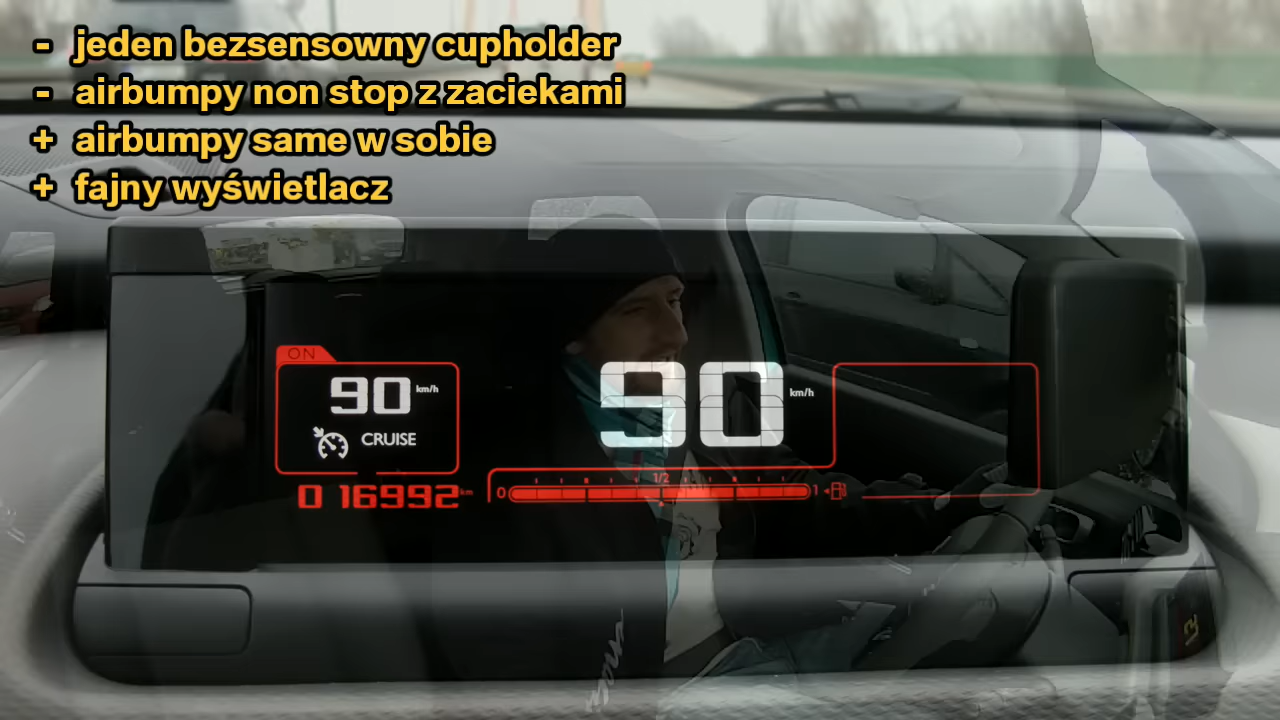 - jeden bezsensowny cupholder
- airbumpy non stop z zaciekami
+ airbumpy same w sobie
+ fajny wyświetlacz
ON
90 km/h
CRUISE
90 km/h
0 16992 km
0 1/2 1